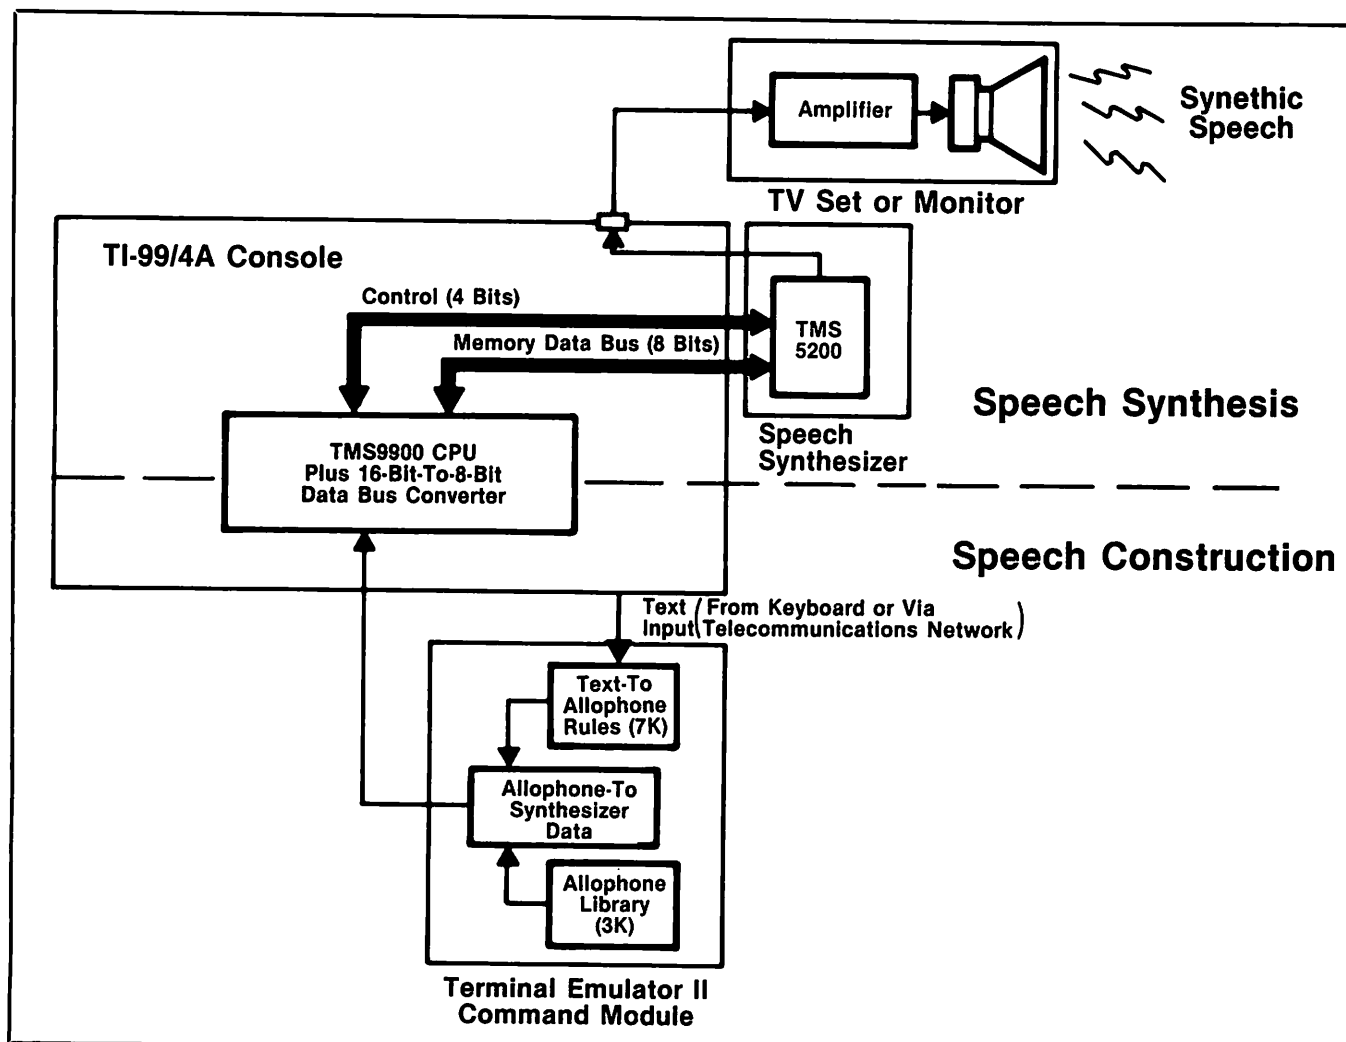 Amplifier
Synethic
Speech
TV Set or Monitor
TI-99/4A Console
Control (4 Bits)
Memory Data Bus (8 Bits)
TMS
5200
Speech Synthesis
Speech
Synthesizer
TMS9900 CPU
Plus 16-Bit-To-8-Bit
Data Bus Converter
Speech Construction
Text (From Keyboard or Via
Input Telecommunications Network)
Text-To
Allophone
Rules (7K)
Allophone-To
Synthesizer
Data
Allophone
Library
(3K)
Terminal Emulator II
Command Module